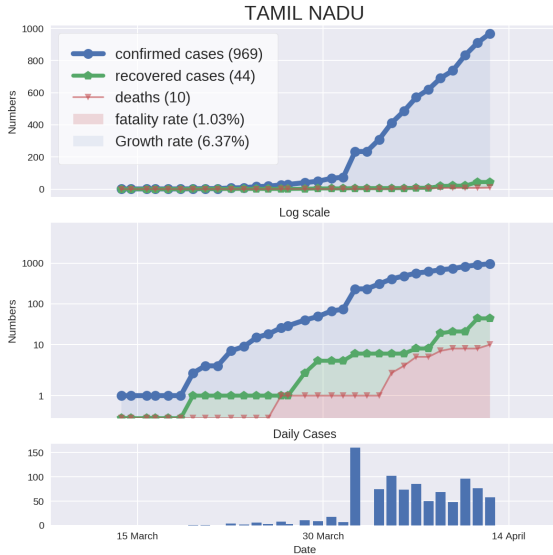 TAMIL NADU
1000
800
600
400
200
0
Numbers
confirmed cases (969)
recovered cases (44)
deaths (10)
fatality rate (1.03%)
Growth rate (6.37%)
Log scale
1000
100
10
1
Numbers
Daily Cases
150
100
50
0
15 March
30 March
14 April
Date